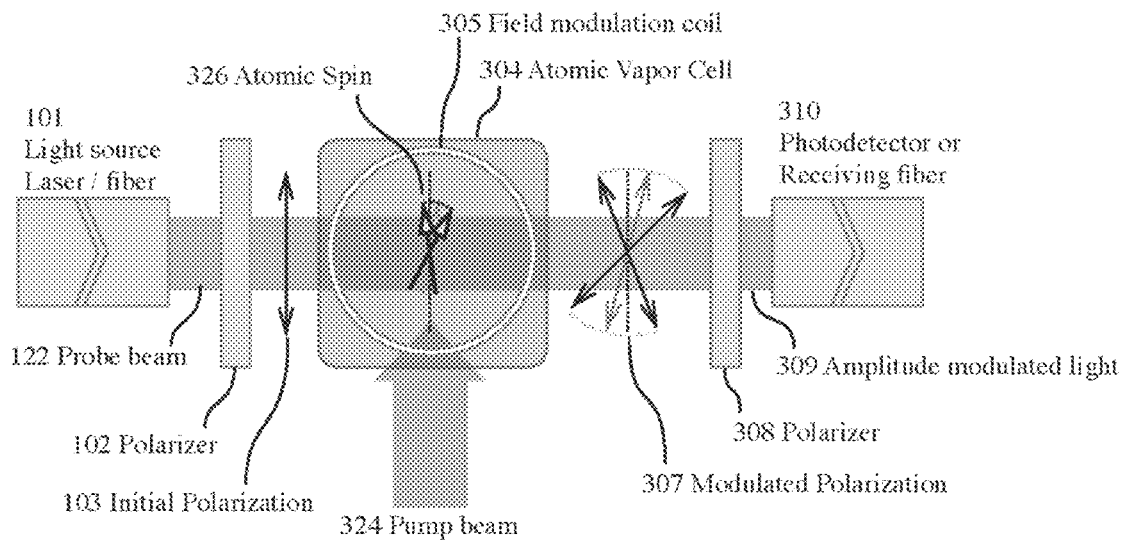 305 Field modulation coil
326 Atomic Spin
304 Atomic Vapor Cell
101
Light source
Laser / fiber
310
Photodetector or
Receiving fiber
122 Probe beam
309 Amplitude modulated light
102 Polarizer
308 Polarizer
103 Initial Polarization
307 Modulated Polarization
324 Pump beam